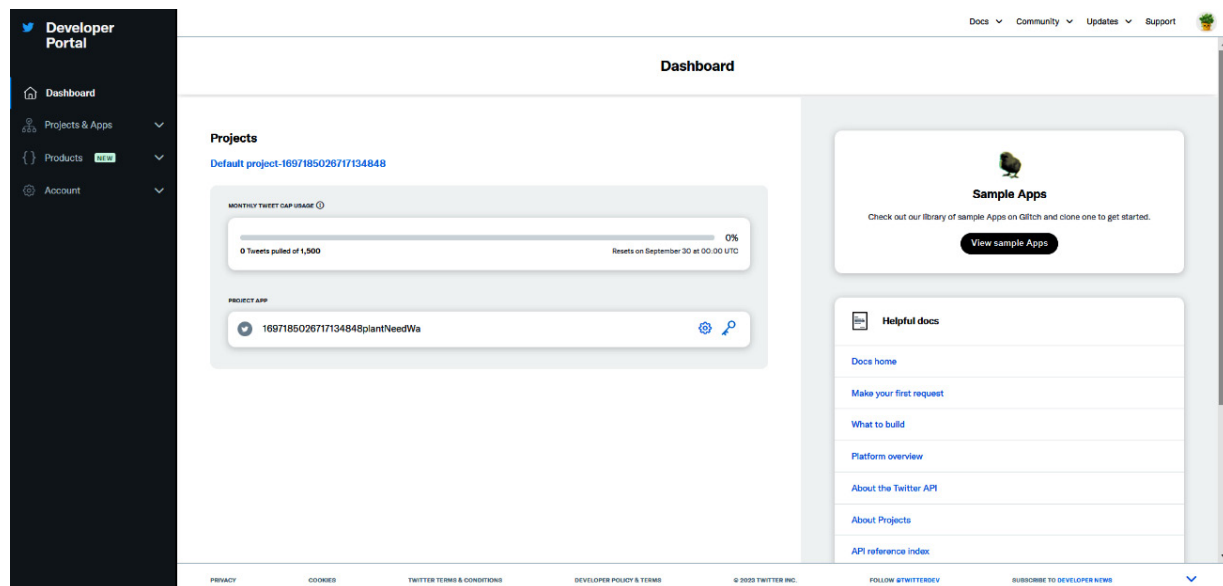 Developer
Portal
Docs
Community
Updates
Support
Dashboard
Dashboard
Projects & Apps
Products NEW
Account
Projects
Default project-1697185026717134848
MONTHLY TWEET CAP USAGE
0%
0 Tweets pulled of 1,500
Resets on September 30 at 00:00 UTC
PROJECT APP
1697185026717134848plantNeedWa
Sample Apps
Check out our library of sample Apps on Glitch and clone one to get started.
View sample Apps
Helpful docs
Docs home
Make your first request
What to build
Platform overview
About the Twitter API
About Projects
API reference index
PRIVACY
COOKIES
TWITTER TERMS & CONDITIONS
DEVELOPER POLICY & TERMS
© 2023 TWITTER INC.
FOLLOW @TWITTERDEV
SUBSCRIBE TO DEVELOPER NEWS